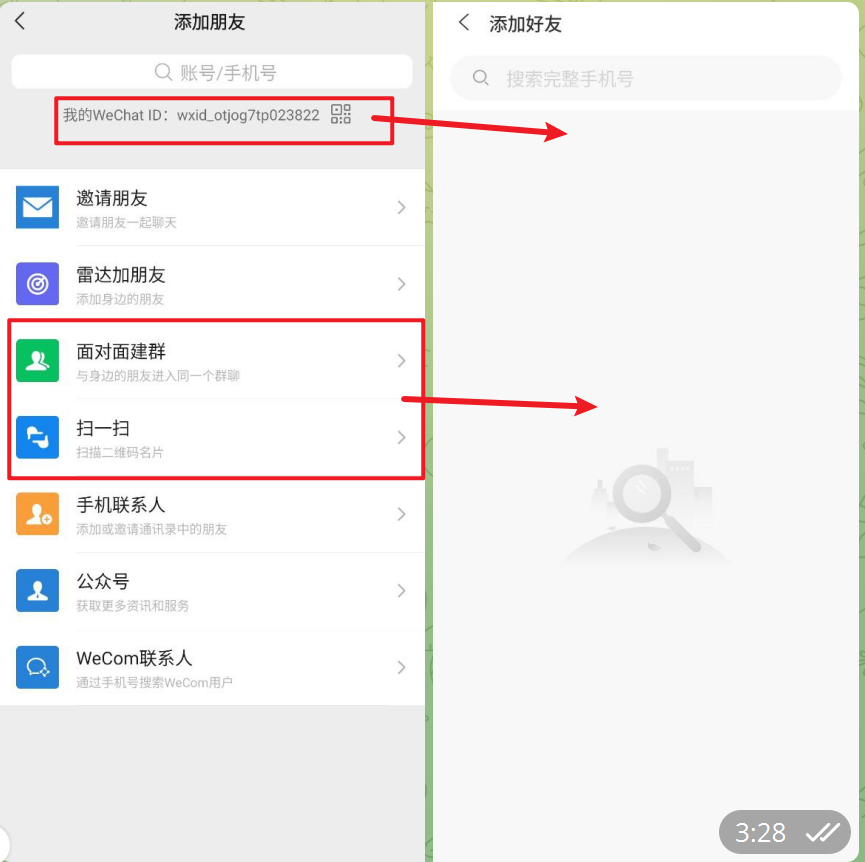 添加朋友
账号/手机号
我的WeChat ID：wxid_otjog7tp023822
邀请朋友
邀请朋友一起聊天
雷达加朋友
添加身边的朋友
面对面建群
与身边的朋友进入同一个群聊
扫一扫
扫描二维码名片
手机联系人
添加或邀请通讯录中的朋友
公众号
获取更多资讯和服务
WeCom联系人
通过手机号搜索WeCom用户
添加好友
搜索完整手机号
3:28